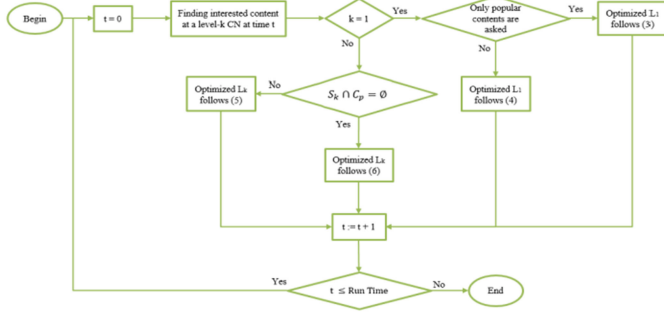 Begin
t = 0
Finding interested content
at a level-k CN at time t
k = 1
Yes
Only popular
contents are
asked
Yes
Optimized L₁
follows (3)
No
No
Optimized Lₖ
follows (5)
No
Sₖ ∩ Cₚ = ∅
Optimized L₁
follows (4)
Yes
Optimized Lₖ
follows (6)
t := t + 1
Yes
t ≤ Run Time
No
End